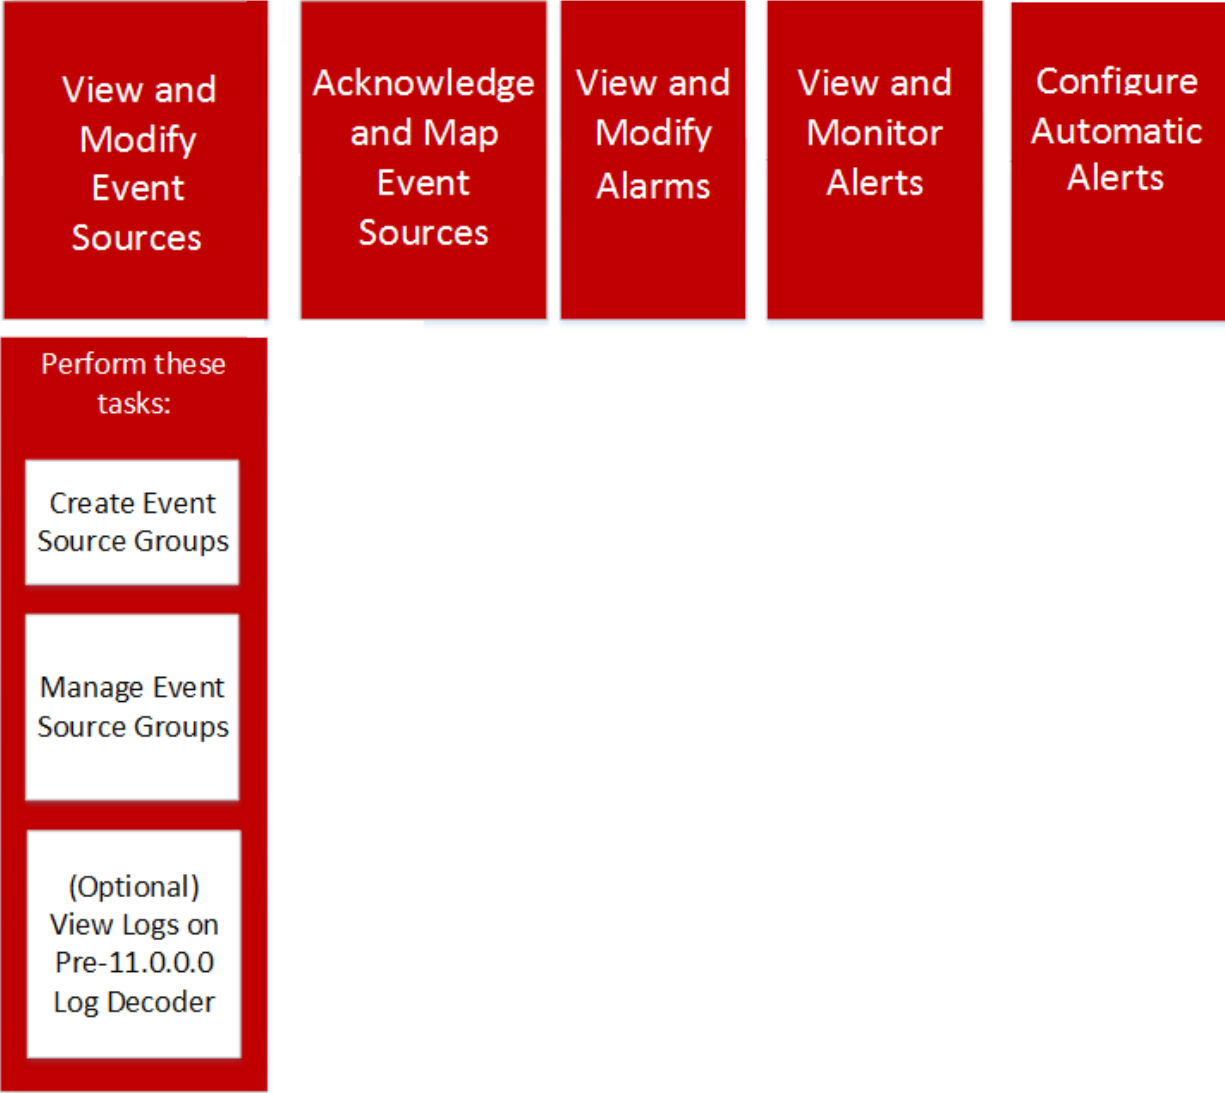 View and
Modify
Event
Sources
Acknowledge
and Map
Event
Sources
View and
Modify
Alarms
View and
Monitor
Alerts
Configure
Automatic
Alerts
Perform these
tasks:
Create Event
Source Groups
Manage Event
Source Groups
(Optional)
View Logs on
Pre-11.0.0.0
Log Decoder